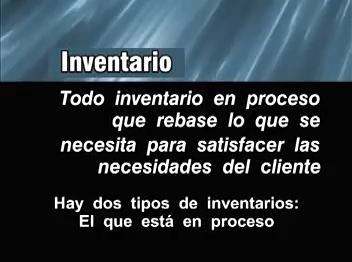 Inventario
Todo inventario en proceso
que rebase lo que se
necesita para satisfacer las
necesidades del cliente
Hay dos tipos de inventarios:
El que está en proceso